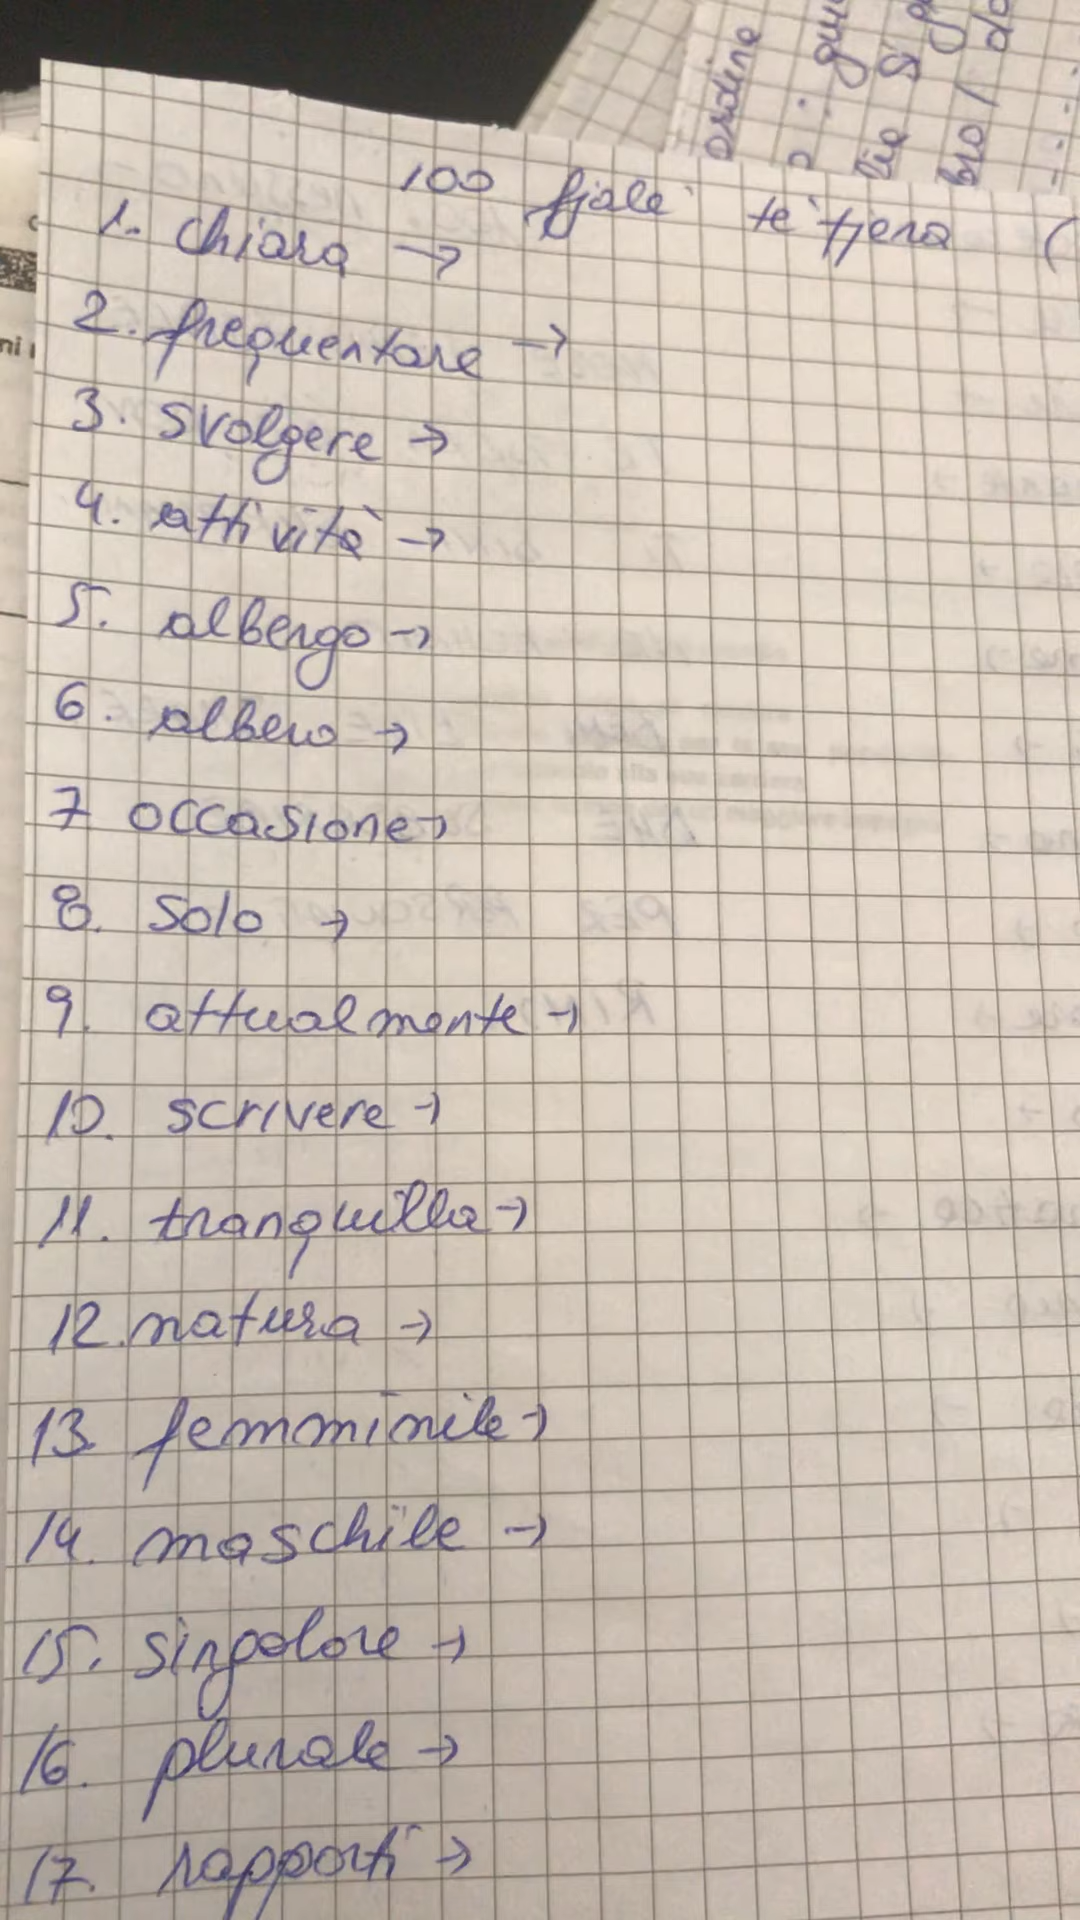 100 fjalë të tjera (
1. chiara →
2. frequentare →
3. svolgere →
4. attività →
5. albergo →
6. albero →
7 occasione →
8. solo →
9. attualmente →
10. scrivere →
11. tranquilla →
12. natura →
13. femminile →
14. maschile →
15. singolare →
16. plurale →
17. rapporti →